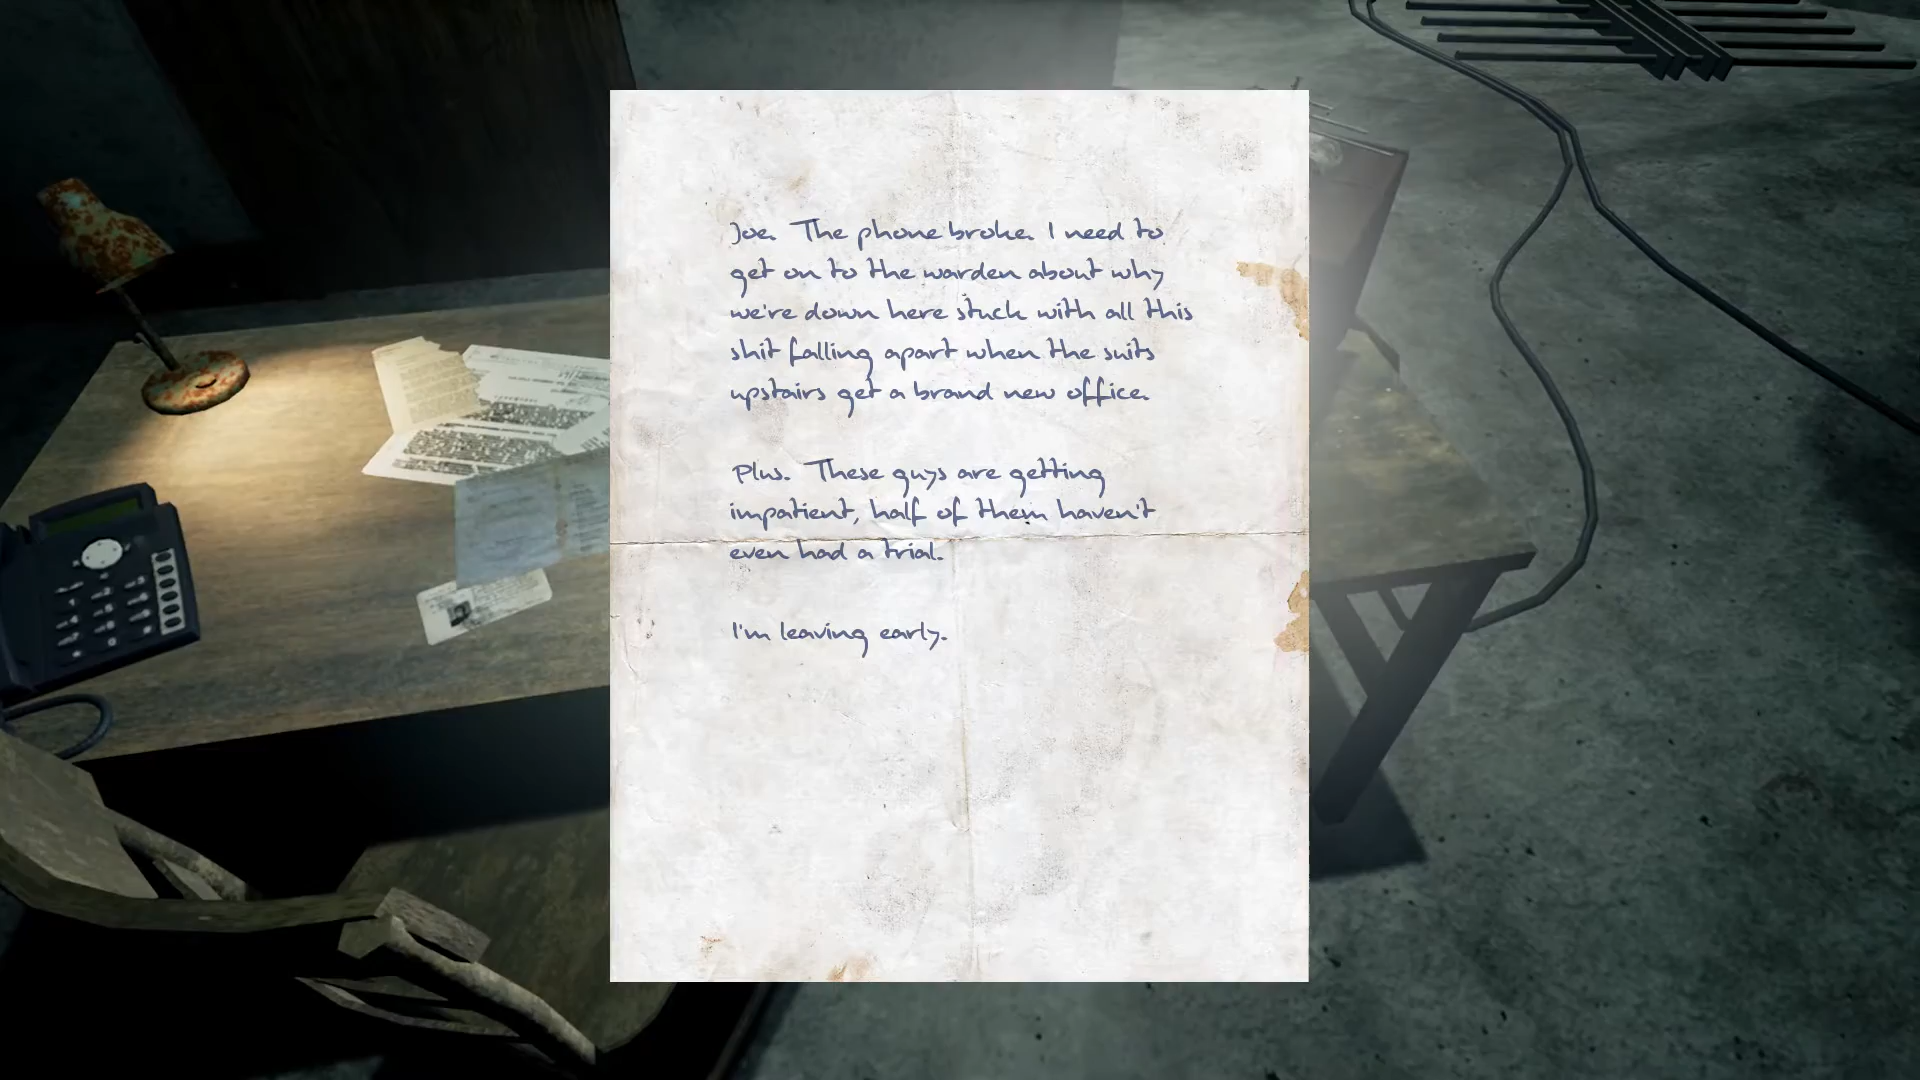 Joe. The phone broke. I need to
get on to the warden about why
we're down here stuck with all this
shit falling apart when the suits
upstairs get a brand new office.
Plus. These guys are getting
impatient, half of them haven't
even had a trial.
I'm leaving early.